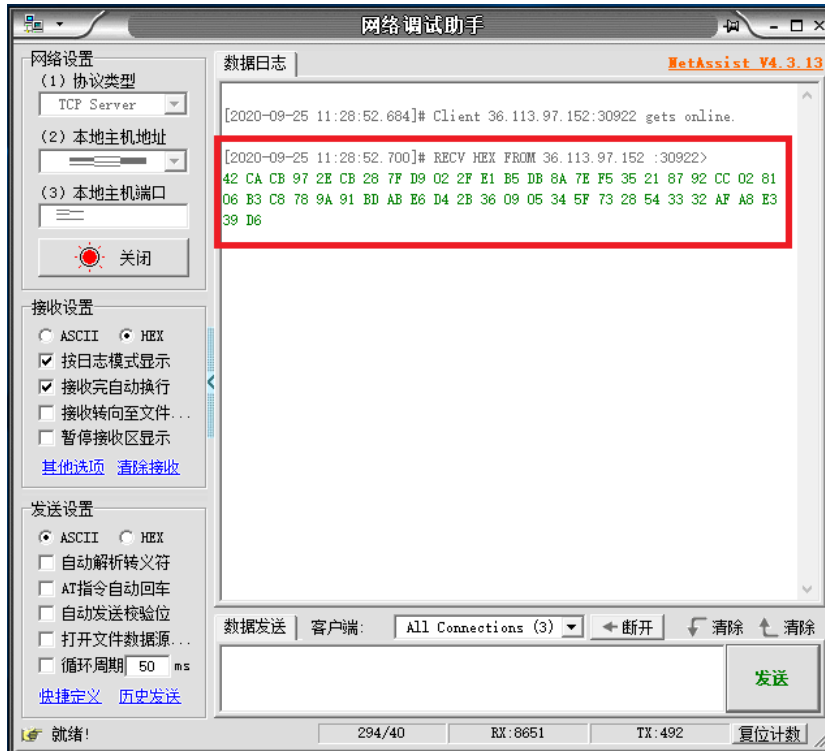 网络调试助手
网络设置
(1) 协议类型
TCP Server
(2) 本地主机地址
(3) 本地主机端口
关闭
接收设置
ASCII HEX
按日志模式显示
接收完自动换行
接收转向至文件...
暂停接收区显示
其他选项 清除接收
发送设置
ASCII HEX
自动解析转义符
AT指令自动回车
自动发送校验位
打开文件数据源...
循环周期 50 ms
快捷定义 历史发送
数据日志 NetAssist V4.3.13
[2020-09-25 11:28:52.684]# Client 36.113.97.152:30922 gets online.
[2020-09-25 11:28:52.700]# RECV HEX FROM 36.113.97.152 :30922>
42 CA CB 97 2E CB 28 7F D9 02 2F E1 B5 DB 8A 7E F5 35 21 87 92 CC 02 81
06 B3 C8 78 9A 91 BD AB E6 D4 2B 36 09 05 34 5F 73 28 54 33 32 AF A8 E3
39 D6
数据发送 客户端: All Connections (3) 断开 清除 清除
发送
就绪! 294/40 RX:8651 TX:492 复位计数